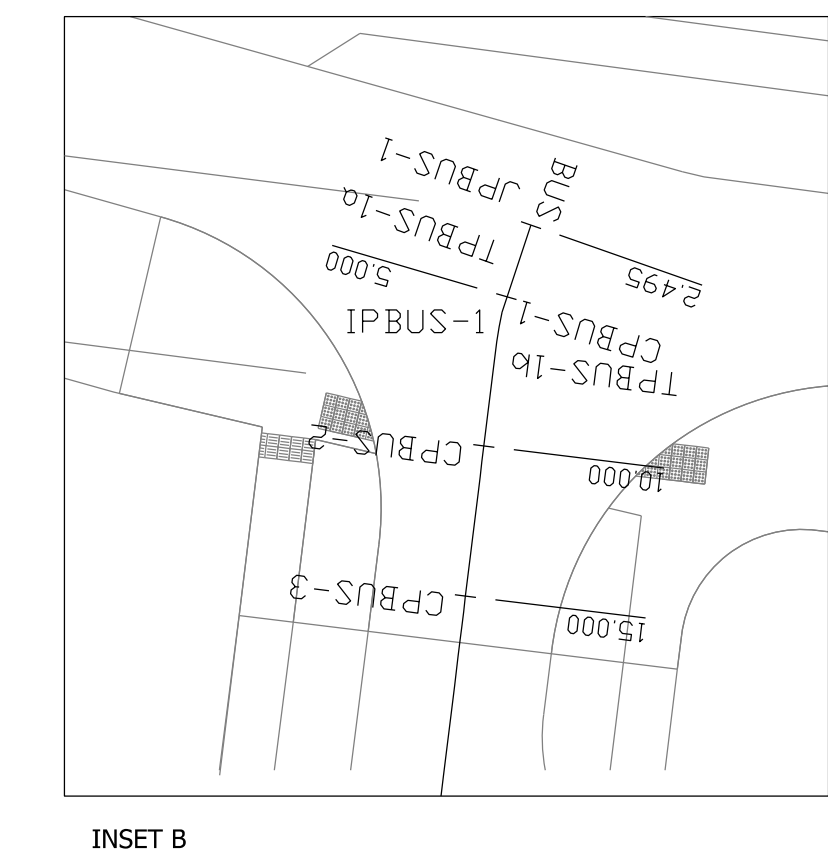 JPBUS-1
BUS
TPBUS-1a
5.000
2.495
IPBUS-1
CPBUS-1
TPBUS-1b
CPBUS-2
10.000
CPBUS-3
15.000
INSET B